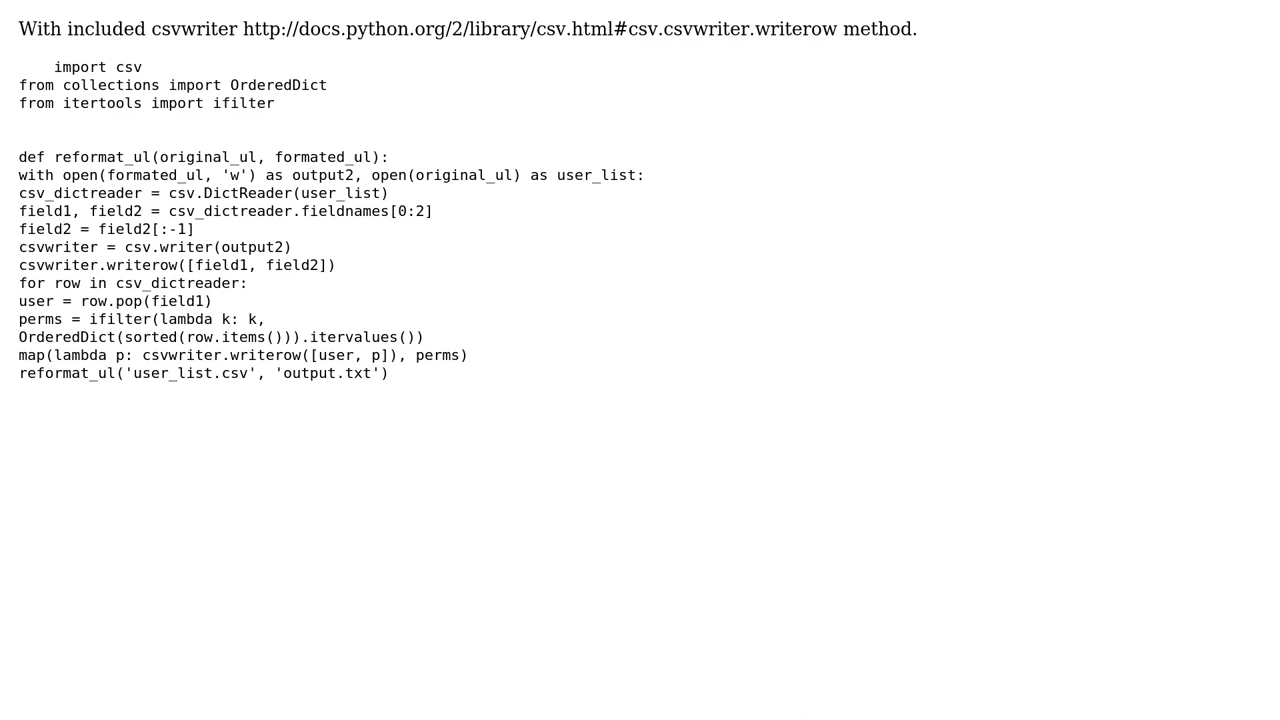 With included csvwriter http://docs.python.org/2/library/csv.html#csv.csvwriter.writerow method.
    import csv
from collections import OrderedDict
from itertools import ifilter
def reformat_ul(original_ul, formated_ul):
with open(formated_ul, 'w') as output2, open(original_ul) as user_list:
csv_dictreader = csv.DictReader(user_list)
field1, field2 = csv_dictreader.fieldnames[0:2]
field2 = field2[:-1]
csvwriter = csv.writer(output2)
csvwriter.writerow([field1, field2])
for row in csv_dictreader:
user = row.pop(field1)
perms = ifilter(lambda k: k,
OrderedDict(sorted(row.items())).itervalues())
map(lambda p: csvwriter.writerow([user, p]), perms)
reformat_ul('user_list.csv', 'output.txt')